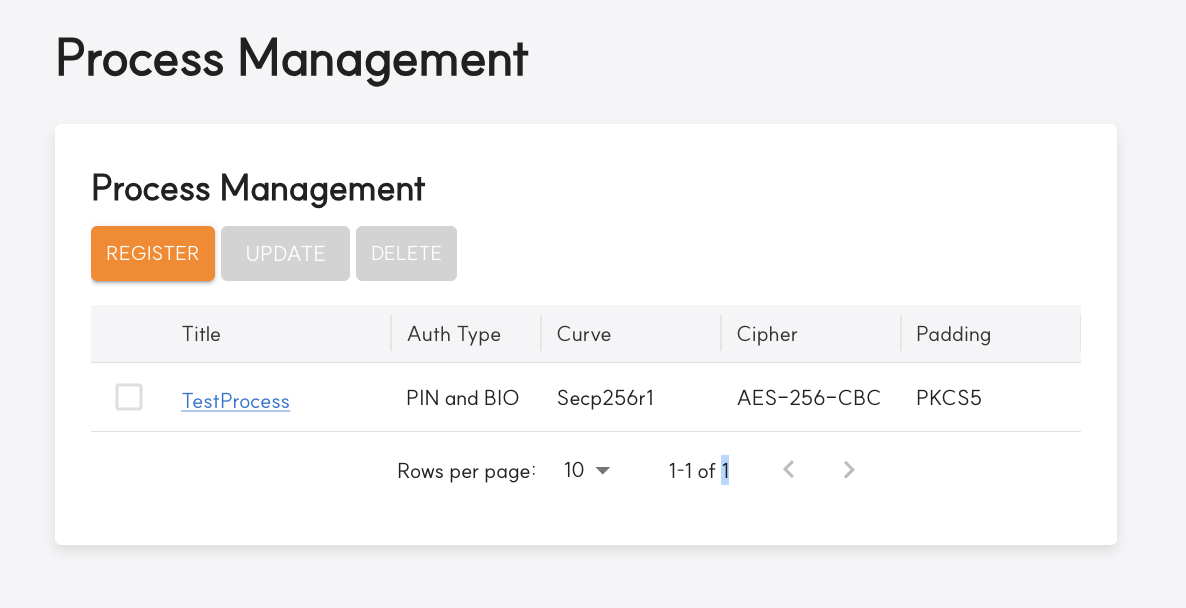 Process Management
Process Management
REGISTER UPDATE DELETE
Title Auth Type Curve Cipher Padding
TestProcess PIN and BIO Secp256r1 AES-256-CBC PKCS5
Rows per page: 10 1-1 of 1